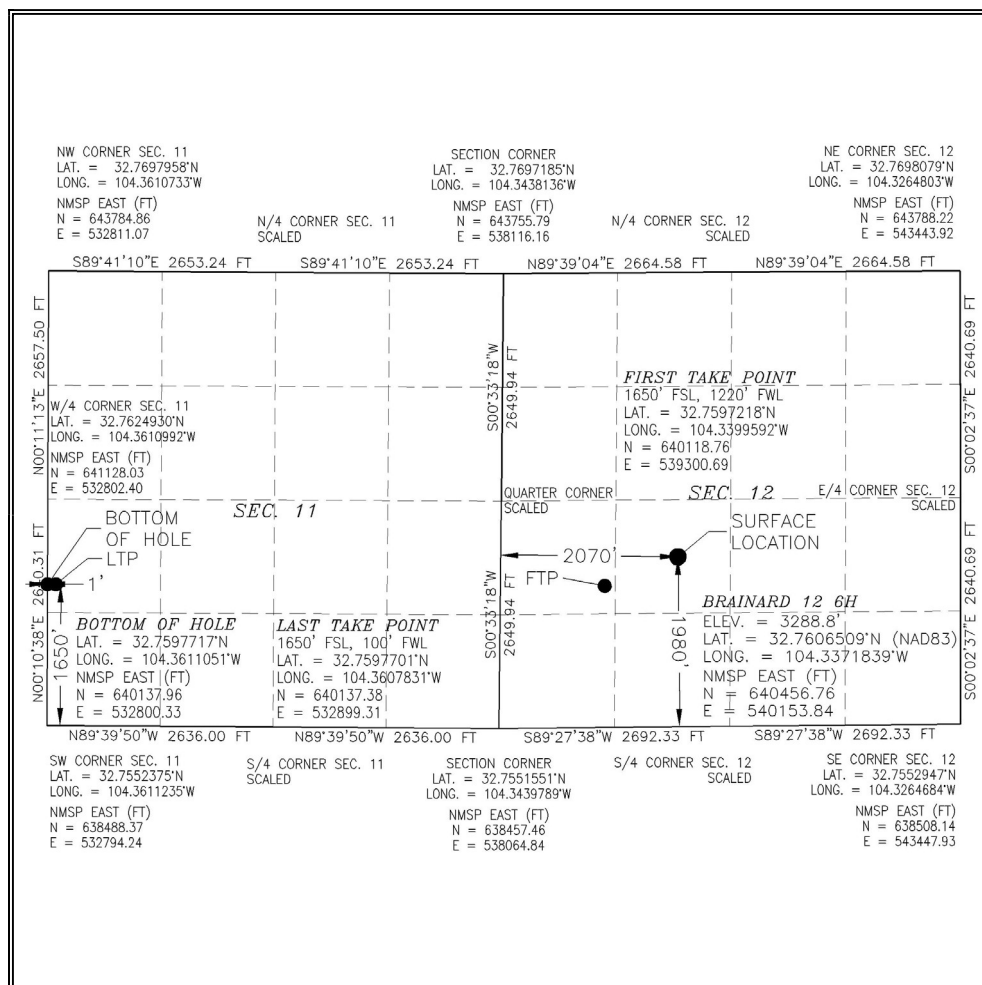 NW CORNER SEC. 11
LAT. = 32.7697958°N
LONG. = 104.3610733°W
NMSP EAST (FT)
N = 643784.86
E = 532811.07
N/4 CORNER SEC. 11
SCALED
SECTION CORNER
LAT. = 32.7697185°N
LONG. = 104.3438136°W
NMSP EAST (FT)
N = 643755.79
E = 538116.16
N/4 CORNER SEC. 12
SCALED
NE CORNER SEC. 12
LAT. = 32.7698079°N
LONG. = 104.3264803°W
NMSP EAST (FT)
N = 643788.22
E = 543443.92
S89°41'10"E 2653.24 FT
S89°41'10"E 2653.24 FT
N89°39'04"E 2664.58 FT
N89°39'04"E 2664.58 FT
N00°11'13"E 2657.50 FT
S00°33'18"W
2649.94 FT
S00°02'37"E 2640.69 FT
FIRST TAKE POINT
1650' FSL, 1220' FWL
LAT. = 32.7597218°N
LONG. = 104.3399592°W
N = 640118.76
E = 539300.69
W/4 CORNER SEC. 11
LAT. = 32.7624930°N
LONG. = 104.3610992°W
NMSP EAST (FT)
N = 641128.03
E = 532802.40
SEC. 11
QUARTER CORNER
SCALED
SEC. 12
E/4 CORNER SEC. 12
SCALED
BOTTOM
OF HOLE
LTP
1'
2070'
SURFACE
LOCATION
FTP
N00°10'38"E 2640.31 FT
1650'
S00°33'18"W
2649.94 FT
1980'
S00°02'37"E 2640.69 FT
BOTTOM OF HOLE
LAT. = 32.7597717°N
LONG. = 104.3611051°W
NMSP EAST (FT)
N = 640137.96
E = 532800.33
LAST TAKE POINT
1650' FSL, 100' FWL
LAT. = 32.7597701°N
LONG. = 104.3607831°W
N = 640137.38
E = 532899.31
BRAINARD 12 6H
ELEV. = 3288.8'
LAT. = 32.7606509°N (NAD83)
LONG. = 104.3371839°W
NMSP EAST (FT)
N = 640456.76
E = 540153.84
N89°39'50"W 2636.00 FT
N89°39'50"W 2636.00 FT
S89°27'38"W 2692.33 FT
S89°27'38"W 2692.33 FT
SW CORNER SEC. 11
LAT. = 32.7552375°N
LONG. = 104.3611235°W
NMSP EAST (FT)
N = 638488.37
E = 532794.24
S/4 CORNER SEC. 11
SCALED
SECTION CORNER
LAT. = 32.7551551°N
LONG. = 104.3439789°W
NMSP EAST (FT)
N = 638457.46
E = 538064.84
S/4 CORNER SEC. 12
SCALED
SE CORNER SEC. 12
LAT. = 32.7552947°N
LONG. = 104.3264684°W
NMSP EAST (FT)
N = 638508.14
E = 543447.93